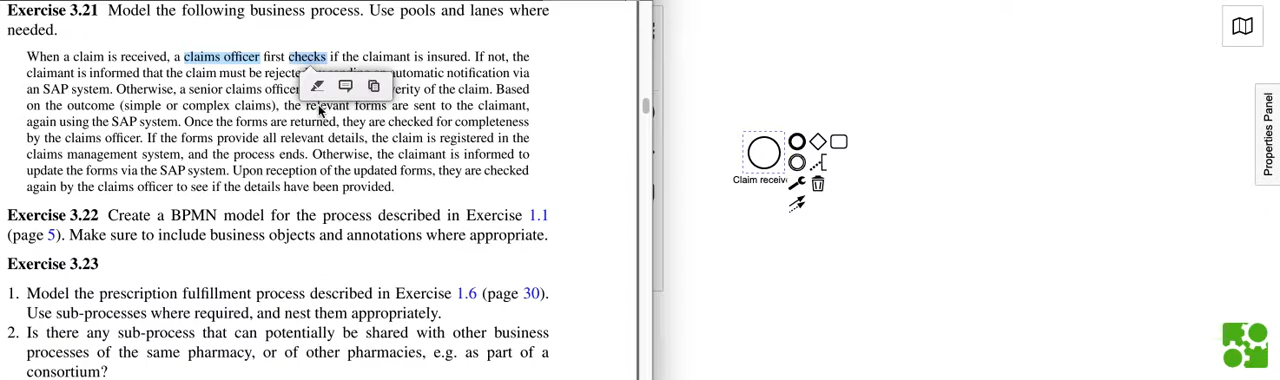 Exercise 3.21 Model the following business process. Use pools and lanes where
needed.
When a claim is received, a claims officer first checks if the claimant is insured. If not, the
claimant is informed that the claim must be rejected automatic notification via
an SAP system. Otherwise, a senior claims officer of the claim. Based
on the outcome (simple or complex claims), the relevant forms are sent to the claimant,
again using the SAP system. Once the forms are returned, they are checked for completeness
by the claims officer. If the forms provide all relevant details, the claim is registered in the
claims management system, and the process ends. Otherwise, the claimant is informed to
update the forms via the SAP system. Upon reception of the updated forms, they are checked
again by the claims officer to see if the details have been provided.
Exercise 3.22 Create a BPMN model for the process described in Exercise 1.1
(page 5). Make sure to include business objects and annotations where appropriate.
Exercise 3.23
1. Model the prescription fulfillment process described in Exercise 1.6 (page 30).
Use sub-processes where required, and nest them appropriately.
2. Is there any sub-process that can potentially be shared with other business
processes of the same pharmacy, or of other pharmacies, e.g. as part of a
consortium?
Claim receiv
Properties Panel